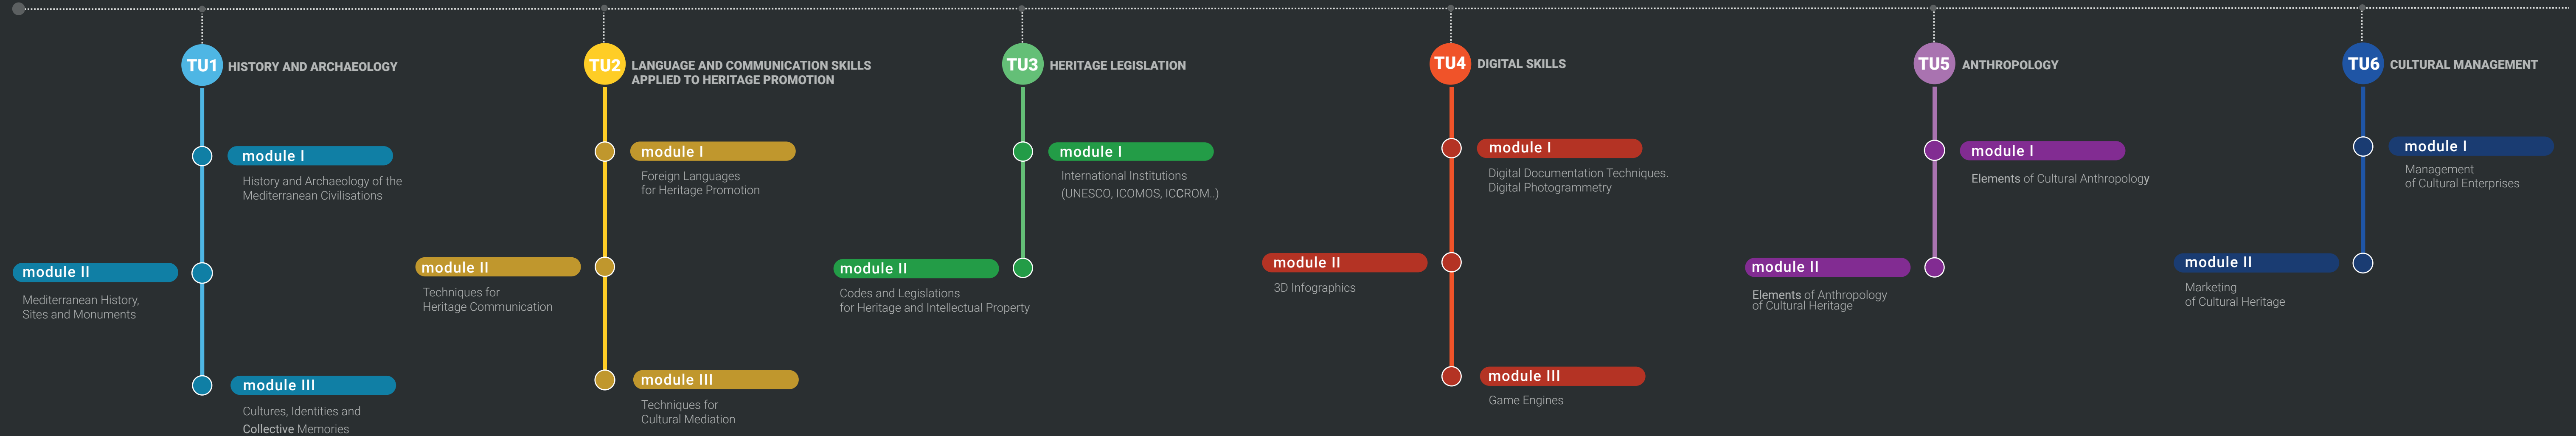 TU1
HISTORY AND ARCHAEOLOGY
module I
History and Archaeology of the
Mediterranean Civilisations
module II
Mediterranean History,
Sites and Monuments
module III
Cultures, Identities and
Collective Memories
TU2
LANGUAGE AND COMMUNICATION SKILLS
APPLIED TO HERITAGE PROMOTION
module I
Foreign Languages
for Heritage Promotion
module II
Techniques for
Heritage Communication
module III
Techniques for
Cultural Mediation
TU3
HERITAGE LEGISLATION
module I
International Institutions
(UNESCO, ICOMOS, ICCROM..)
module II
Codes and Legislations
for Heritage and Intellectual Property
TU4
DIGITAL SKILLS
module I
Digital Documentation Techniques.
Digital Photogrammetry
module II
3D Infographics
module III
Game Engines
TU5
ANTHROPOLOGY
module I
Elements of Cultural Anthropology
module II
Elements of Anthropology
of Cultural Heritage
TU6
CULTURAL MANAGEMENT
module I
Management
of Cultural Enterprises
module II
Marketing
of Cultural Heritage